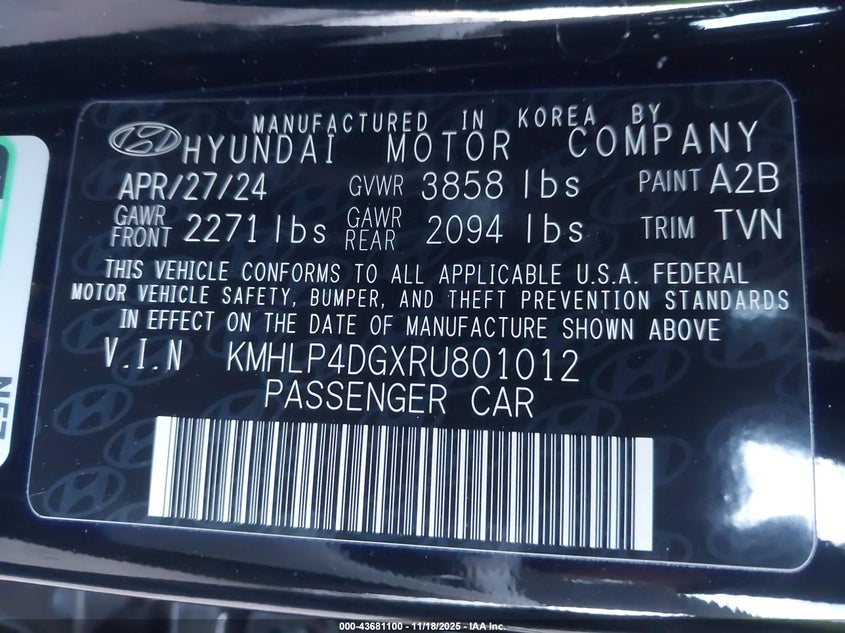 MANUFACTURED IN KOREA BY
HYUNDAI MOTOR COMPANY
APR/27/24 GVWR 3858 lbs PAINT A2B
GAWR FRONT 2271 lbs GAWR REAR 2094 lbs TRIM TVN
THIS VEHICLE CONFORMS TO ALL APPLICABLE U.S.A. FEDERAL
MOTOR VEHICLE SAFETY, BUMPER, AND THEFT PREVENTION STANDARDS
IN EFFECT ON THE DATE OF MANUFACTURE SHOWN ABOVE
V.I.N KMHLP4DGXRU801012
PASSENGER CAR
000-43681100 - 11/18/2025 - IAA Inc.